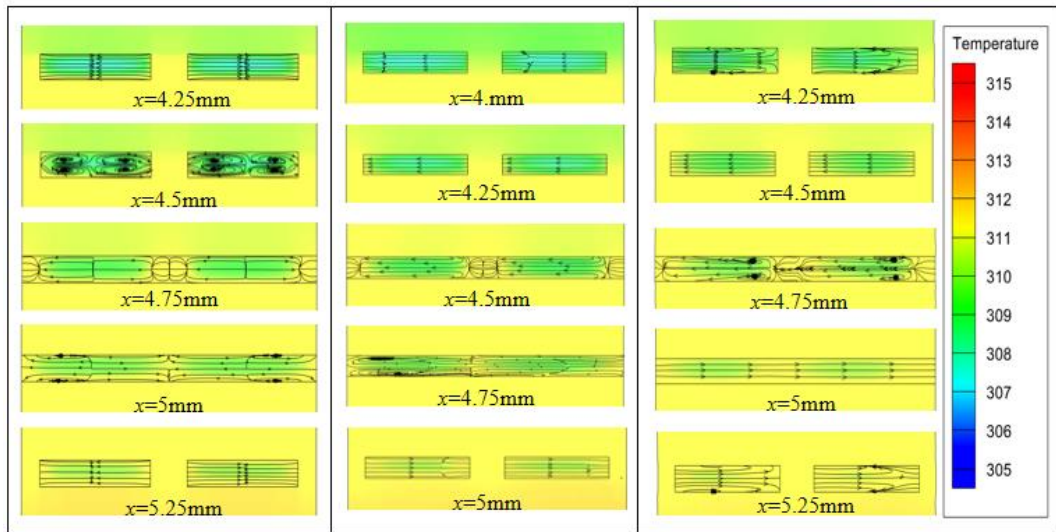 x=4.25mm
x=4.5mm
x=4.75mm
x=5mm
x=5.25mm
x=4.mm
x=4.25mm
x=4.5mm
x=4.75mm
x=5mm
x=4.25mm
x=4.5mm
x=4.75mm
x=5mm
x=5.25mm
Temperature
315
314
313
312
311
310
309
308
307
306
305